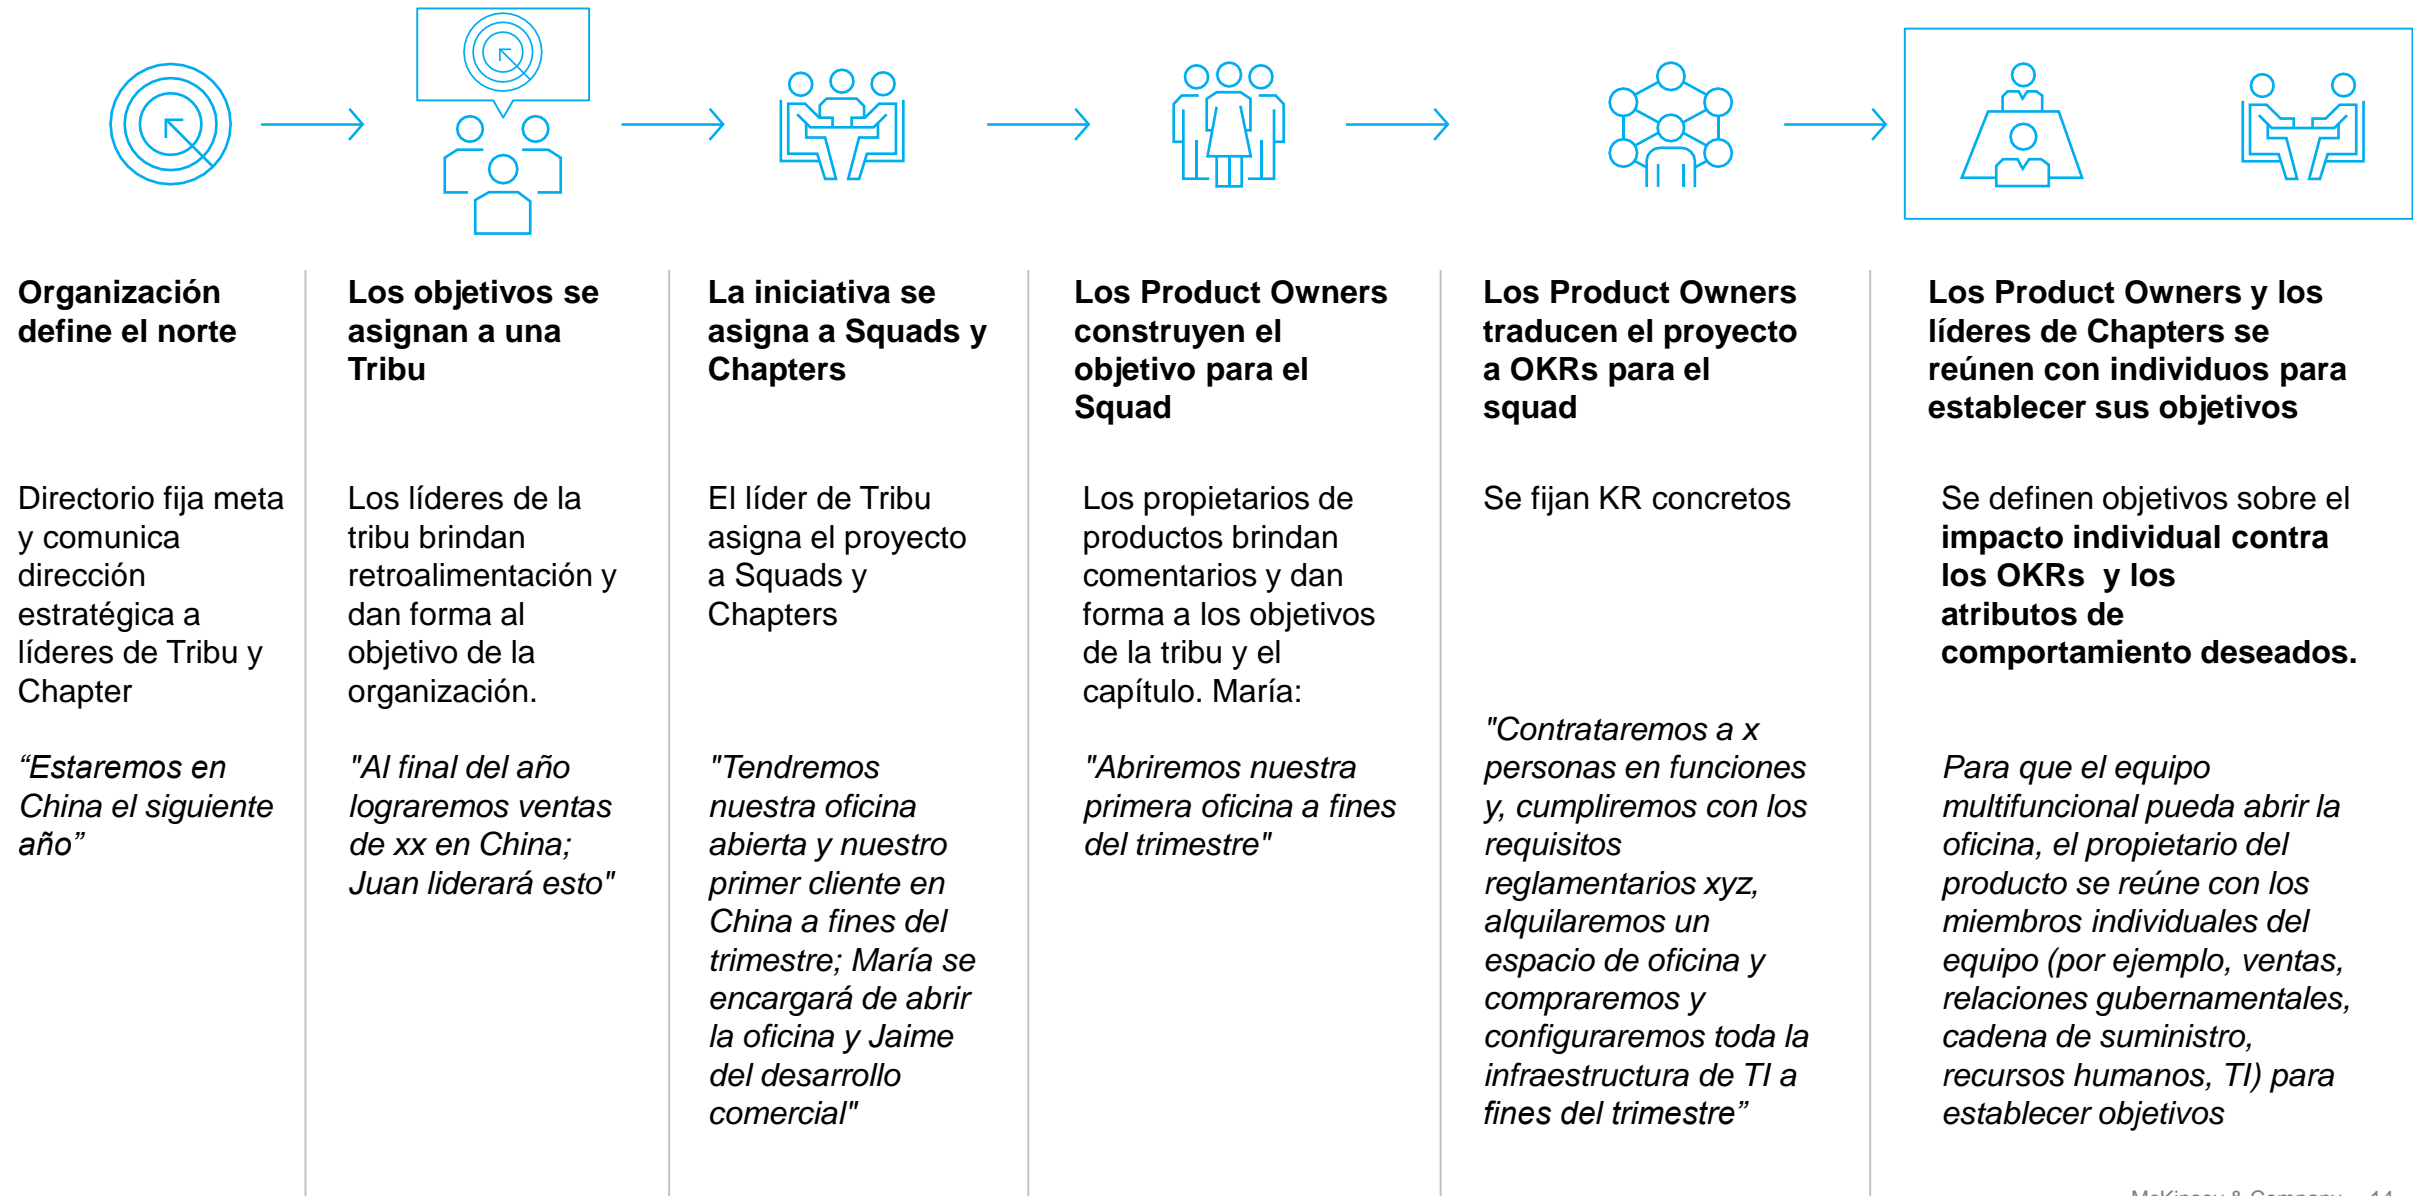 Organización
define el norte
Directorio fija meta
y comunica
dirección
estratégica a
líderes de Tribu y
Chapter
“Estaremos en
China el siguiente
año”
Los objetivos se
asignan a una
Tribu
Los líderes de la
tribu brindan
retroalimentación y
dan forma al
objetivo de la
organización.
"Al final del año
lograremos ventas
de xx en China;
Juan liderará esto"
La iniciativa se
asigna a Squads y
Chapters
El líder de Tribu
asigna el proyecto
a Squads y
Chapters
"Tendremos
nuestra oficina
abierta y nuestro
primer cliente en
China a fines del
trimestre; María se
encargará de abrir
la oficina y Jaime
del desarrollo
comercial"
Los Product Owners
construyen el
objetivo para el
Squad
Los propietarios de
productos brindan
comentarios y dan
forma a los objetivos
de la tribu y el
capítulo. María:
"Abriremos nuestra
primera oficina a fines
del trimestre"
Los Product Owners
traducen el proyecto
a OKRs para el
squad
Se fijan KR concretos
"Contrataremos a x
personas en funciones
y, cumpliremos con los
requisitos
reglamentarios xyz,
alquilaremos un
espacio de oficina y
compraremos y
configuraremos toda la
infraestructura de TI a
fines del trimestre”
Los Product Owners y los
líderes de Chapters se
reúnen con individuos para
establecer sus objetivos
Se definen objetivos sobre el
impacto individual contra
los OKRs y los
atributos de
comportamiento deseados.
Para que el equipo
multifuncional pueda abrir la
oficina, el propietario del
producto se reúne con los
miembros individuales del
equipo (por ejemplo, ventas,
relaciones gubernamentales,
cadena de suministro,
recursos humanos, TI) para
establecer objetivos
McKinsey & Company 14